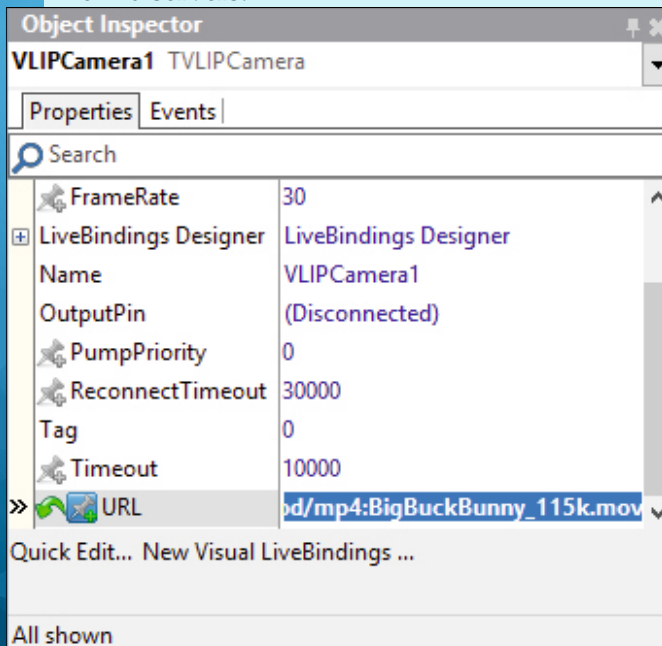 Object Inspector
VLIPCamera1 TVLIPCamera
Properties Events
Search
FrameRate 30
LiveBindings Designer LiveBindings Designer
Name VLIPCamera1
OutputPin (Disconnected)
PumpPriority 0
ReconnectTimeout 30000
Tag 0
Timeout 10000
URL od/mp4:BigBuckBunny_115k.mov
Quick Edit... New Visual LiveBindings ...
All shown